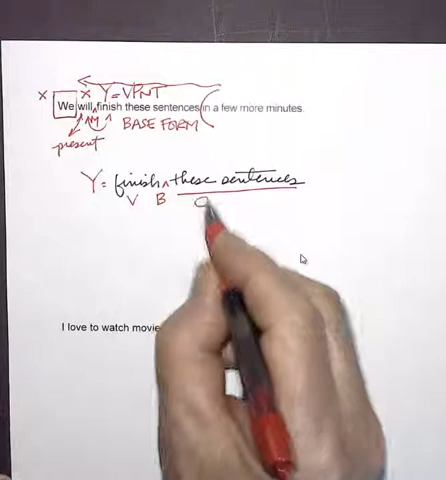 x x Y = VPNT
We will finish these sentences in a few more minutes.
M BASE FORM
present
Y = finish these sentences
V B O
I love to watch movie